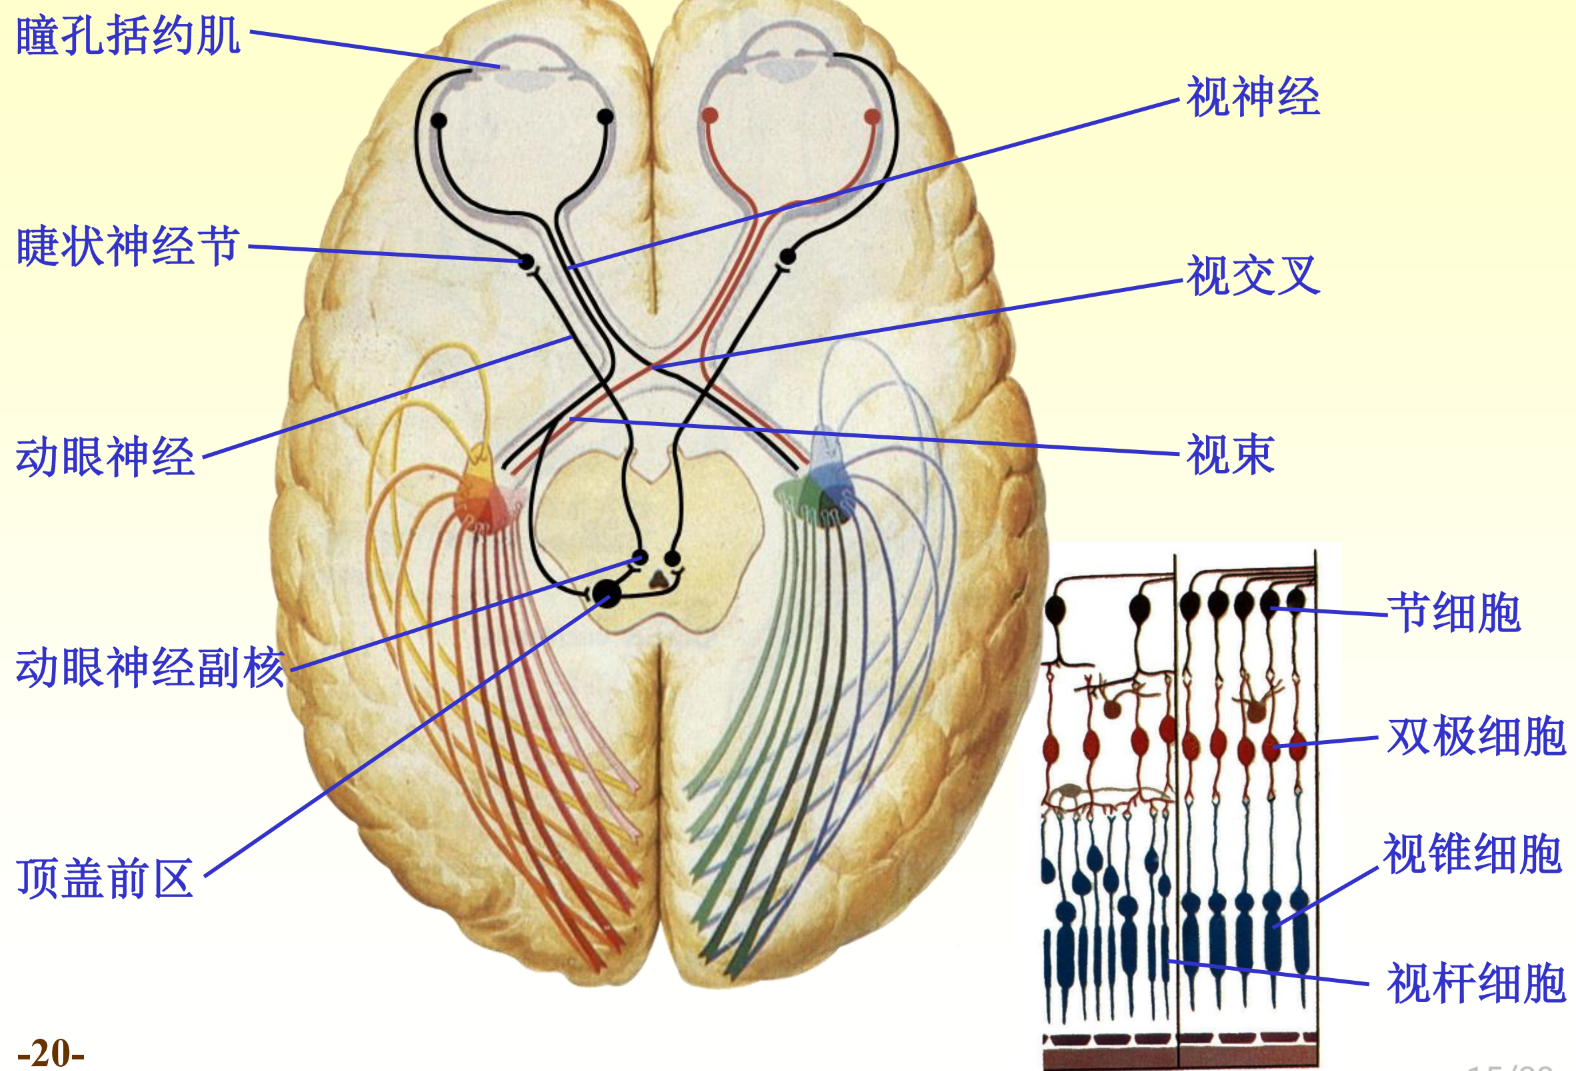 瞳孔括约肌
睫状神经节
动眼神经
动眼神经副核
顶盖前区
视神经
视交叉
视束
节细胞
双极细胞
视锥细胞
视杆细胞
-20-